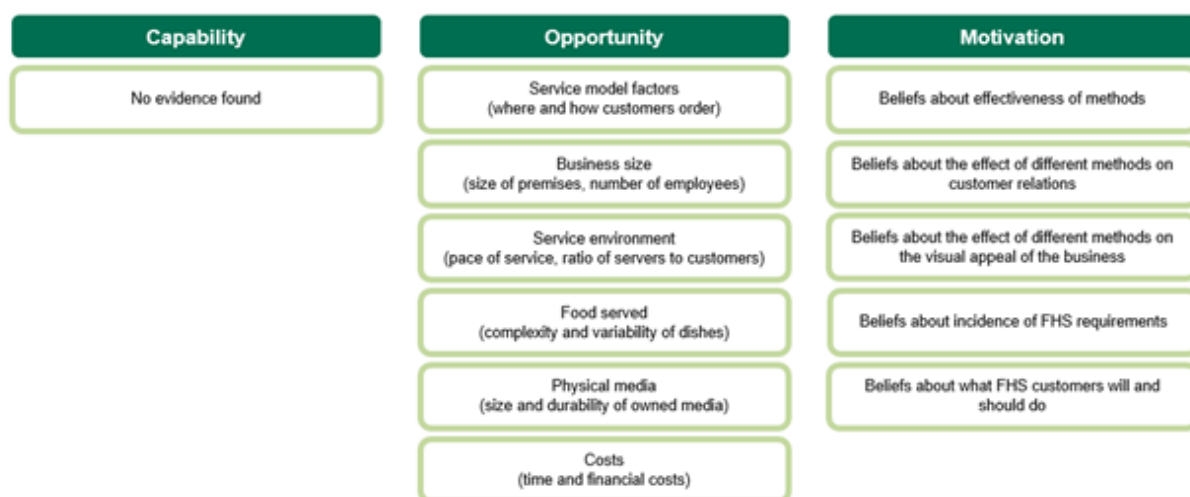 Capability
No evidence found
Opportunity
Service model factors
(where and how customers order)
Business size
(size of premises, number of employees)
Service environment
(pace of service, ratio of servers to customers)
Food served
(complexity and variability of dishes)
Physical media
(size and durability of owned media)
Costs
(time and financial costs)
Motivation
Beliefs about effectiveness of methods
Beliefs about the effect of different methods on
customer relations
Beliefs about the effect of different methods on
the visual appeal of the business
Beliefs about incidence of FHS requirements
Beliefs about what FHS customers will and
should do